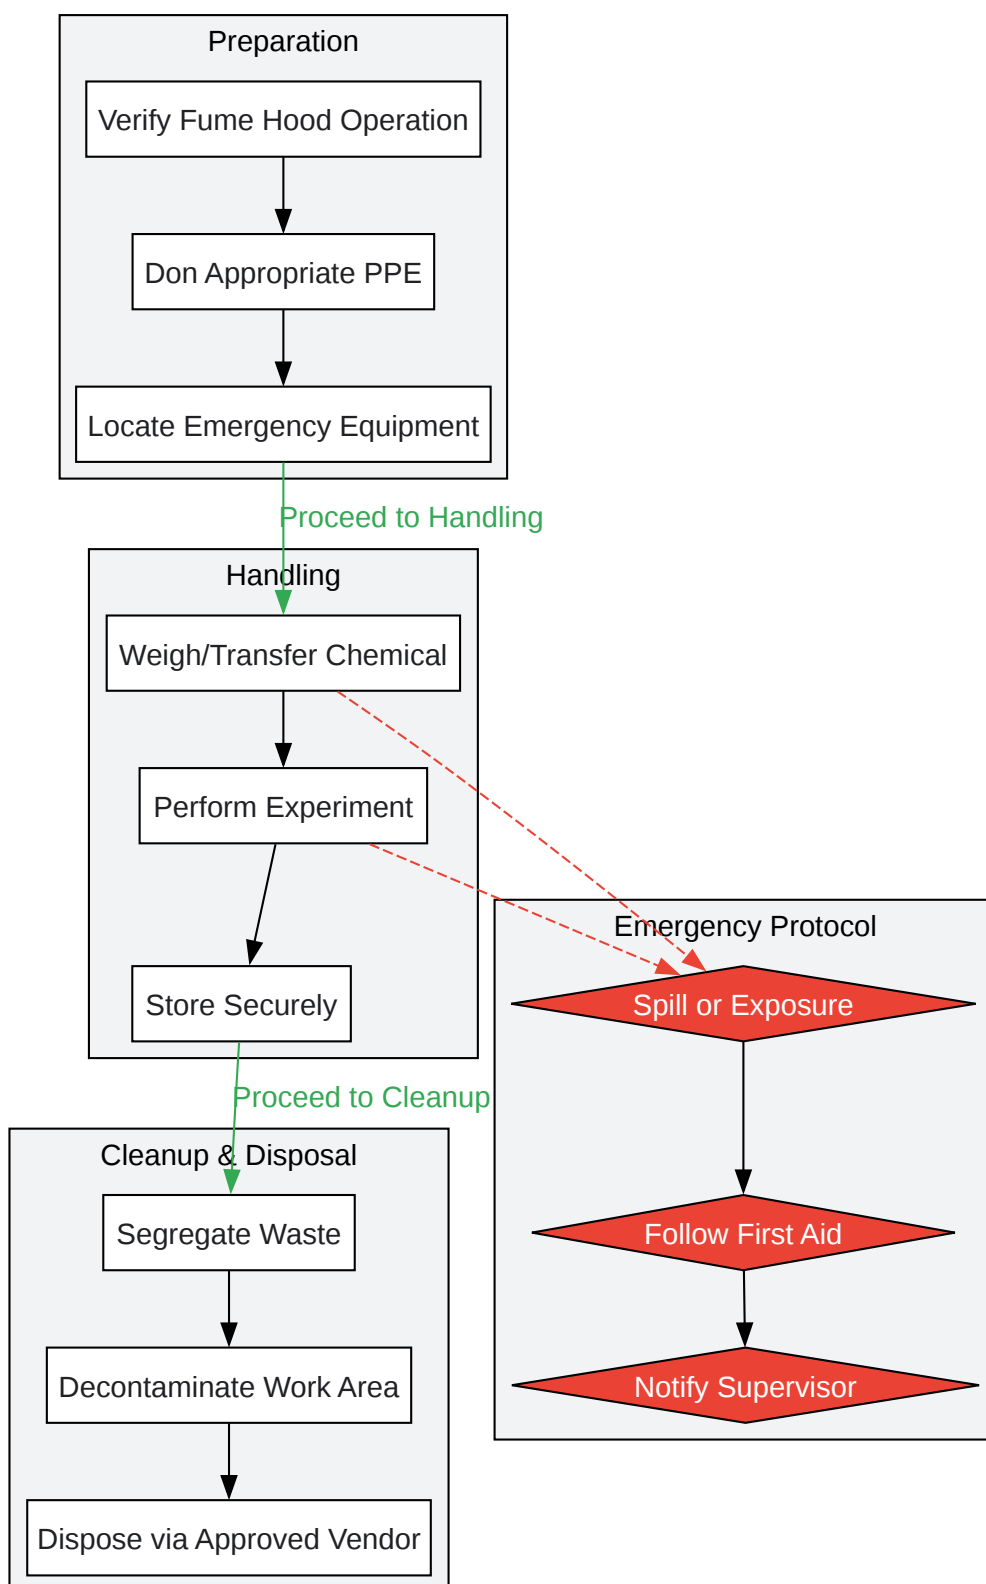 Preparation
Verify Fume Hood Operation
Don Appropriate PPE
Locate Emergency Equipment
Proceed to Handling
Handling
Weigh/Transfer Chemical
Perform Experiment
Store Securely
Emergency Protocol
Spill or Exposure
Follow First Aid
Notify Supervisor
Proceed to Cleanup
Cleanup & Disposal
Segregate Waste
Decontaminate Work Area
Dispose via Approved Vendor